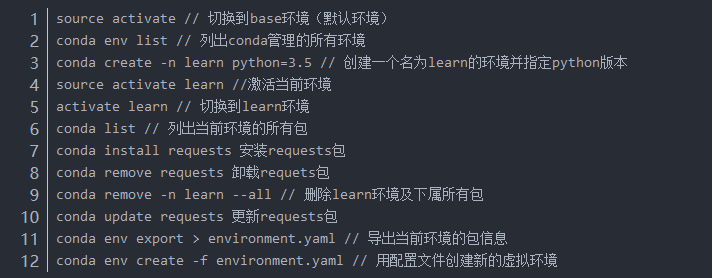 1 source activate // 切换到base环境（默认环境）
2 conda env list // 列出conda管理的所有环境
3 conda create -n learn python=3.5 // 创建一个名为learn的环境并指定python版本
4 source activate learn //激活当前环境
5 activate learn // 切换到learn环境
6 conda list // 列出当前环境的所有包
7 conda install requests 安装requests包
8 conda remove requests 卸载requets包
9 conda remove -n learn --all // 删除learn环境及下属所有包
10 conda update requests 更新requests包
11 conda env export > environment.yaml // 导出当前环境的包信息
12 conda env create -f environment.yaml // 用配置文件创建新的虚拟环境